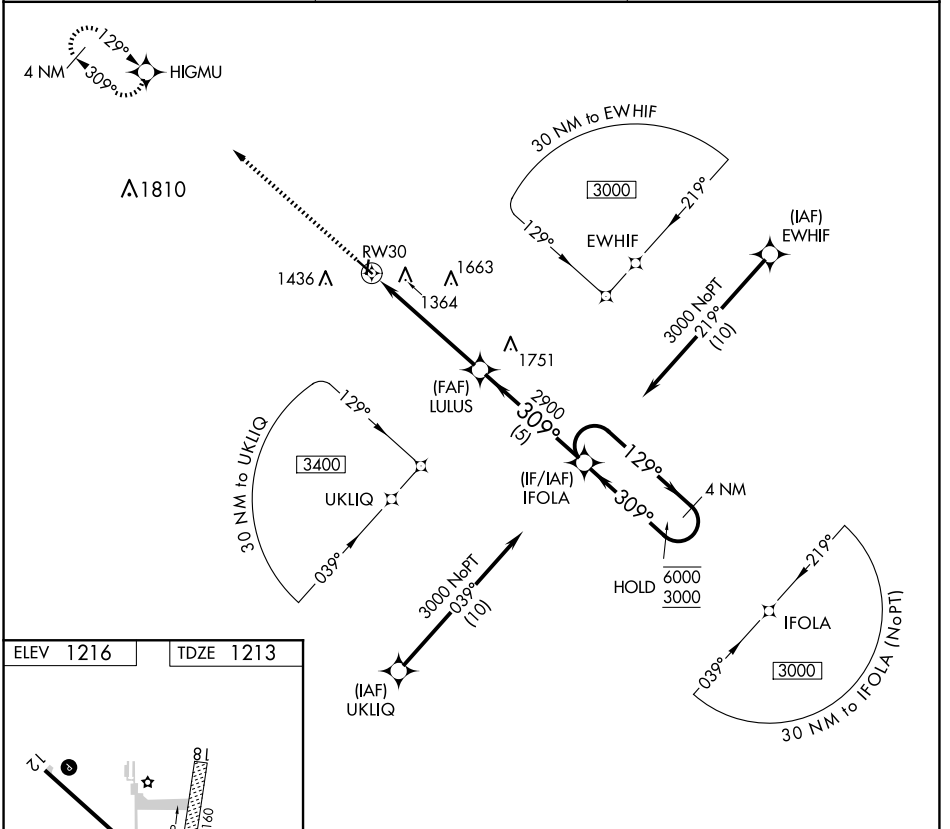 129°
4 NM
309°
HIGMU
30 NM to EWHIF
3000
219°
129°
EWHIF
(IAF)
EWHIF
1810
RW30
1436
1364
1663
3000 NoPT
219°
(10)
1751
(FAF)
LULUS
2900
309°
(5)
129°
30 NM to UKLIQ
3400
UKLIQ
039°
(IF/IAF)
IFOLA
129°
309°
4 NM
HOLD
6000
3000
219°
IFOLA
039°
3000
30 NM to IFOLA (NoPT)
3000 NoPT
039°
(10)
(IAF)
UKLIQ
ELEV 1216
TDZE 1213
12
P
18
160